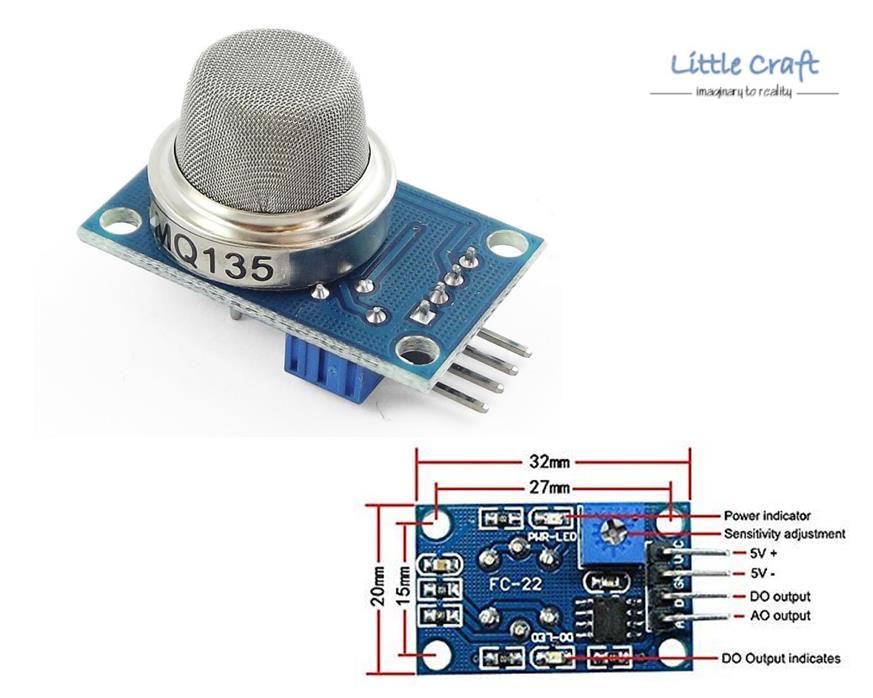 Little Craft
imaginary to reality
MQ135
32mm
27mm
20mm
15mm
PWR-LED
FC-22
DO-LED
Power indicator
Sensitivity adjustment
5V +
5V -
DO output
AO output
DO Output indicates